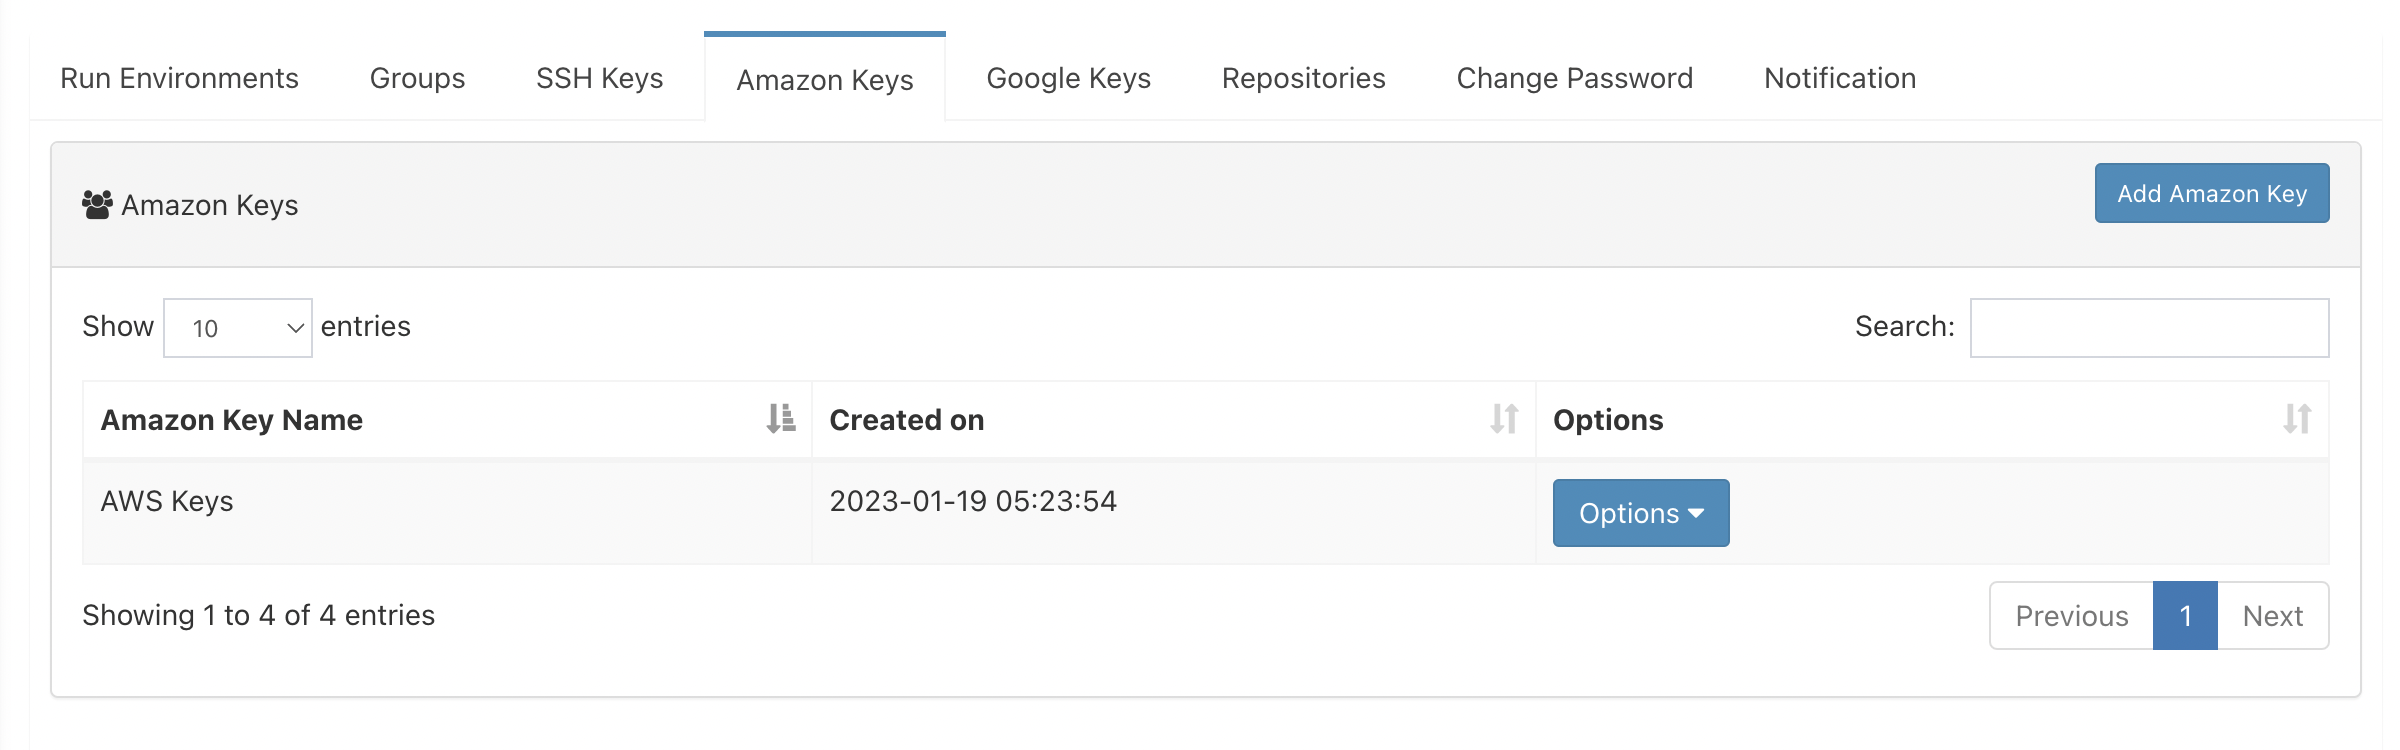 Run Environments Groups SSH Keys Amazon Keys Google Keys Repositories Change Password Notification
Amazon Keys Add Amazon Key
Show 10 entries Search:
Amazon Key Name Created on Options
AWS Keys 2023-01-19 05:23:54 Options
Showing 1 to 4 of 4 entries Previous 1 Next